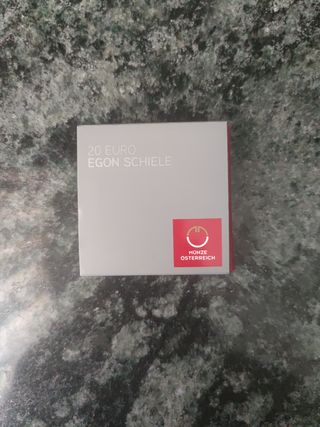 20 EURO
EGON SCHIELE
MÜNZE
ÖSTERREICH